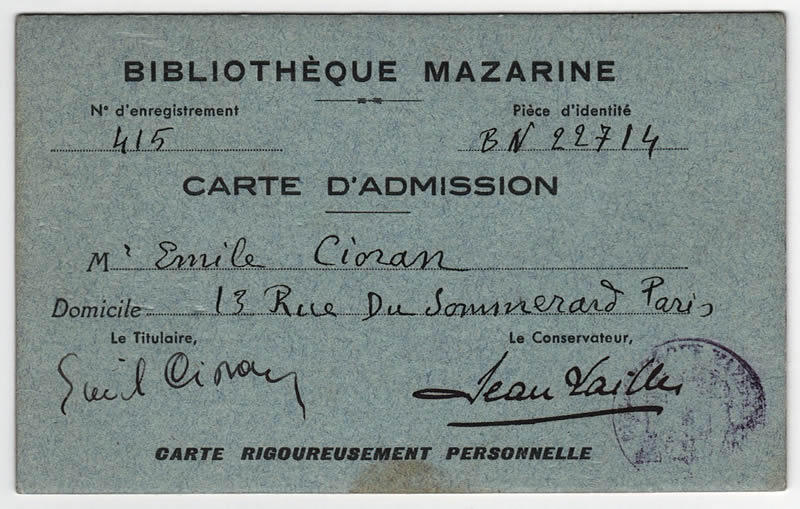 BIBLIOTHÈQUE MAZARINE
N° d'enregistrement Pièce d'identité
415 BN 22714
CARTE D'ADMISSION
Mr Emile Cioran
Domicile 13 Rue Du Sommerard Paris
Le Titulaire, Le Conservateur,
Emil Cioran Jean
CARTE RIGOUREUSEMENT PERSONNELLE